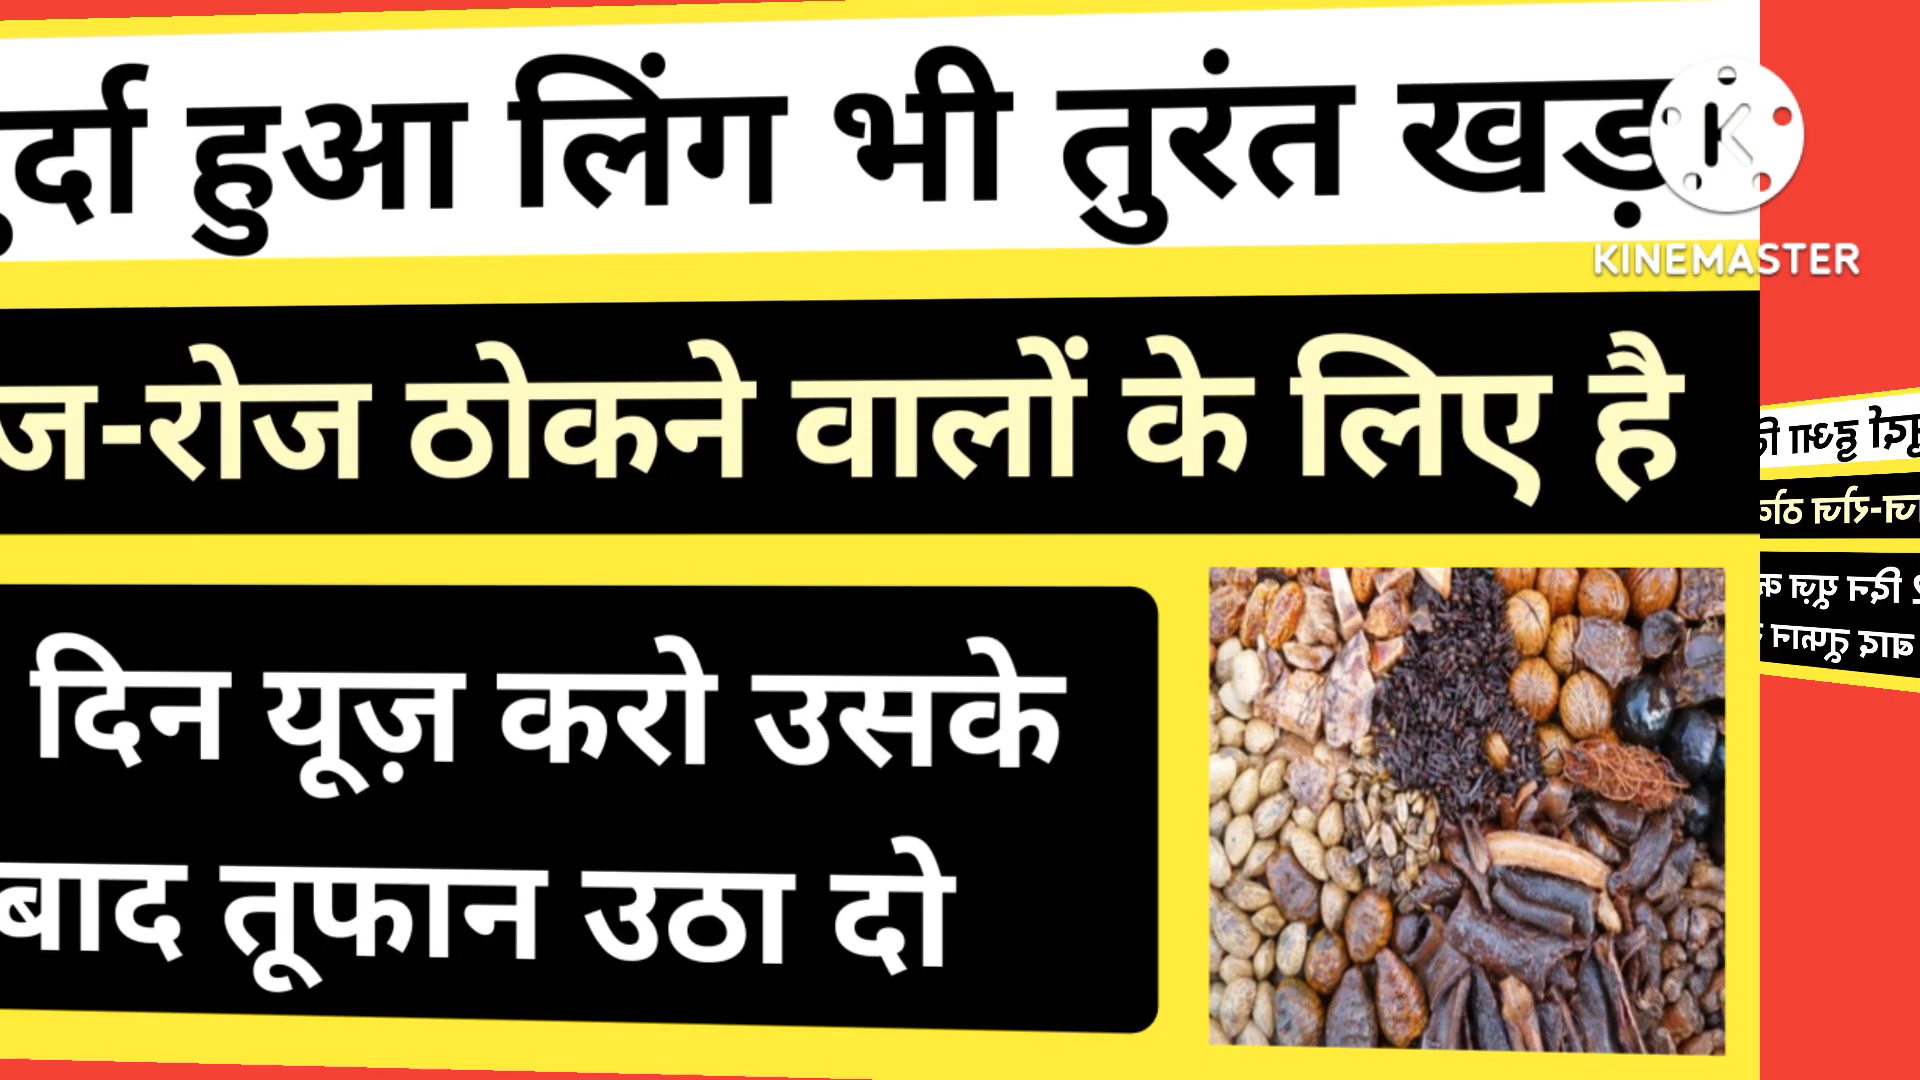 मुर्दा हुआ लिंग भी तुरंत खड़
ज-रोज ठोकने वालों के लिए है
दिन यूज़ करो उसके
बाद तूफान उठा दो
KINEMASTER